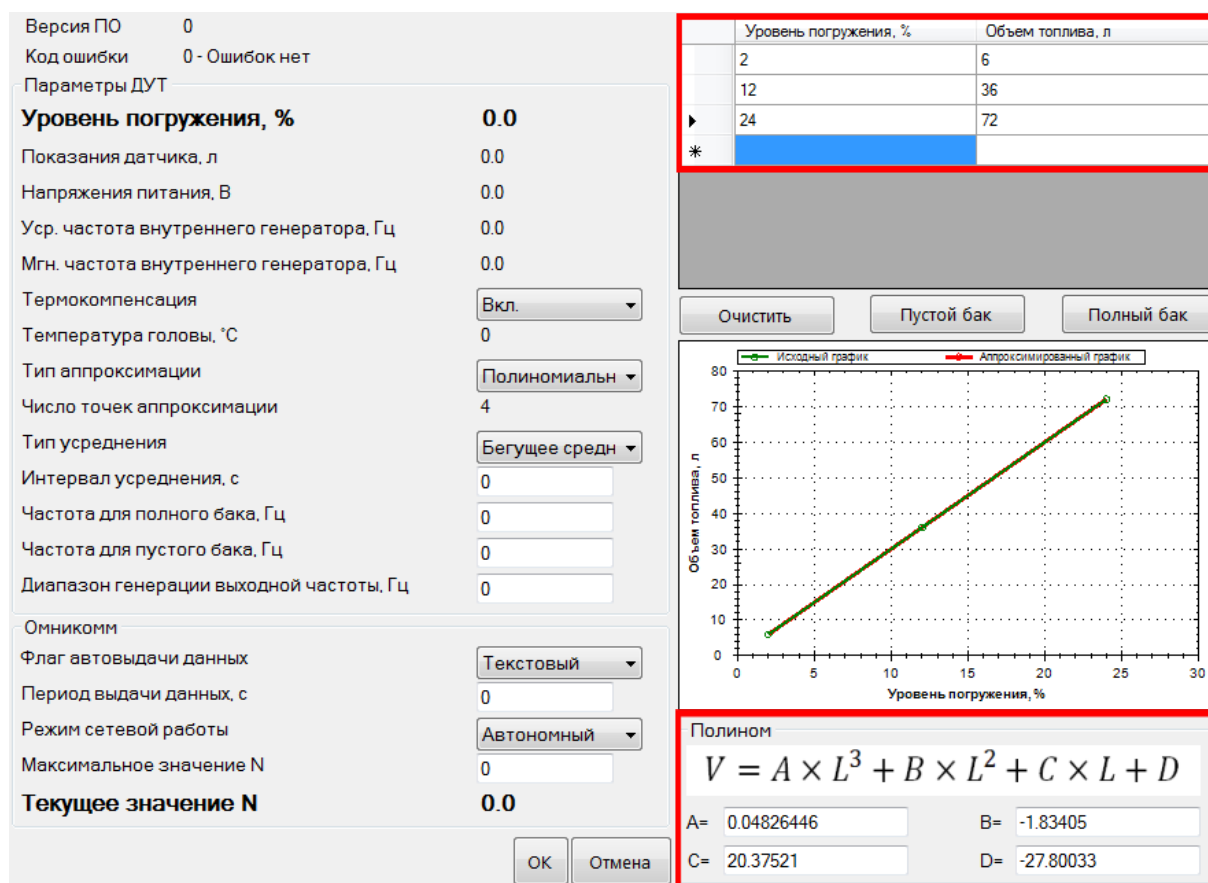 Версия ПО 0
Код ошибки 0 - Ошибок нет
Параметры ДУТ
Уровень погружения, % 0.0
Показания датчика, л 0.0
Напряжения питания, В 0.0
Уср. частота внутреннего генератора, Гц 0.0
Мгн. частота внутреннего генератора, Гц 0.0
Термокомпенсация Вкл.
Температура головы, °C 0
Тип аппроксимации Полиномиальн
Число точек аппроксимации 4
Тип усреднения Бегущее средн
Интервал усреднения, с 0
Частота для полного бака, Гц 0
Частота для пустого бака, Гц 0
Диапазон генерации выходной частоты, Гц 0
Омникомм
Флаг автовыдачи данных Текстовый
Период выдачи данных, с 0
Режим сетевой работы Автономный
Максимальное значение N 0
Текущее значение N 0.0
ОК Отмена
Уровень погружения, % Объем топлива, л
2 6
12 36
24 72
Очистить Пустой бак Полный бак
Исходный график Аппроксимированный график
80
70
60
50
40
30
20
10
0
Объем топлива, л
0 5 10 15 20 25 30
Уровень погружения, %
Полином
V = A × L³ + B × L² + C × L + D
A= 0.04826446 B= -1.83405
C= 20.37521 D= -27.80033